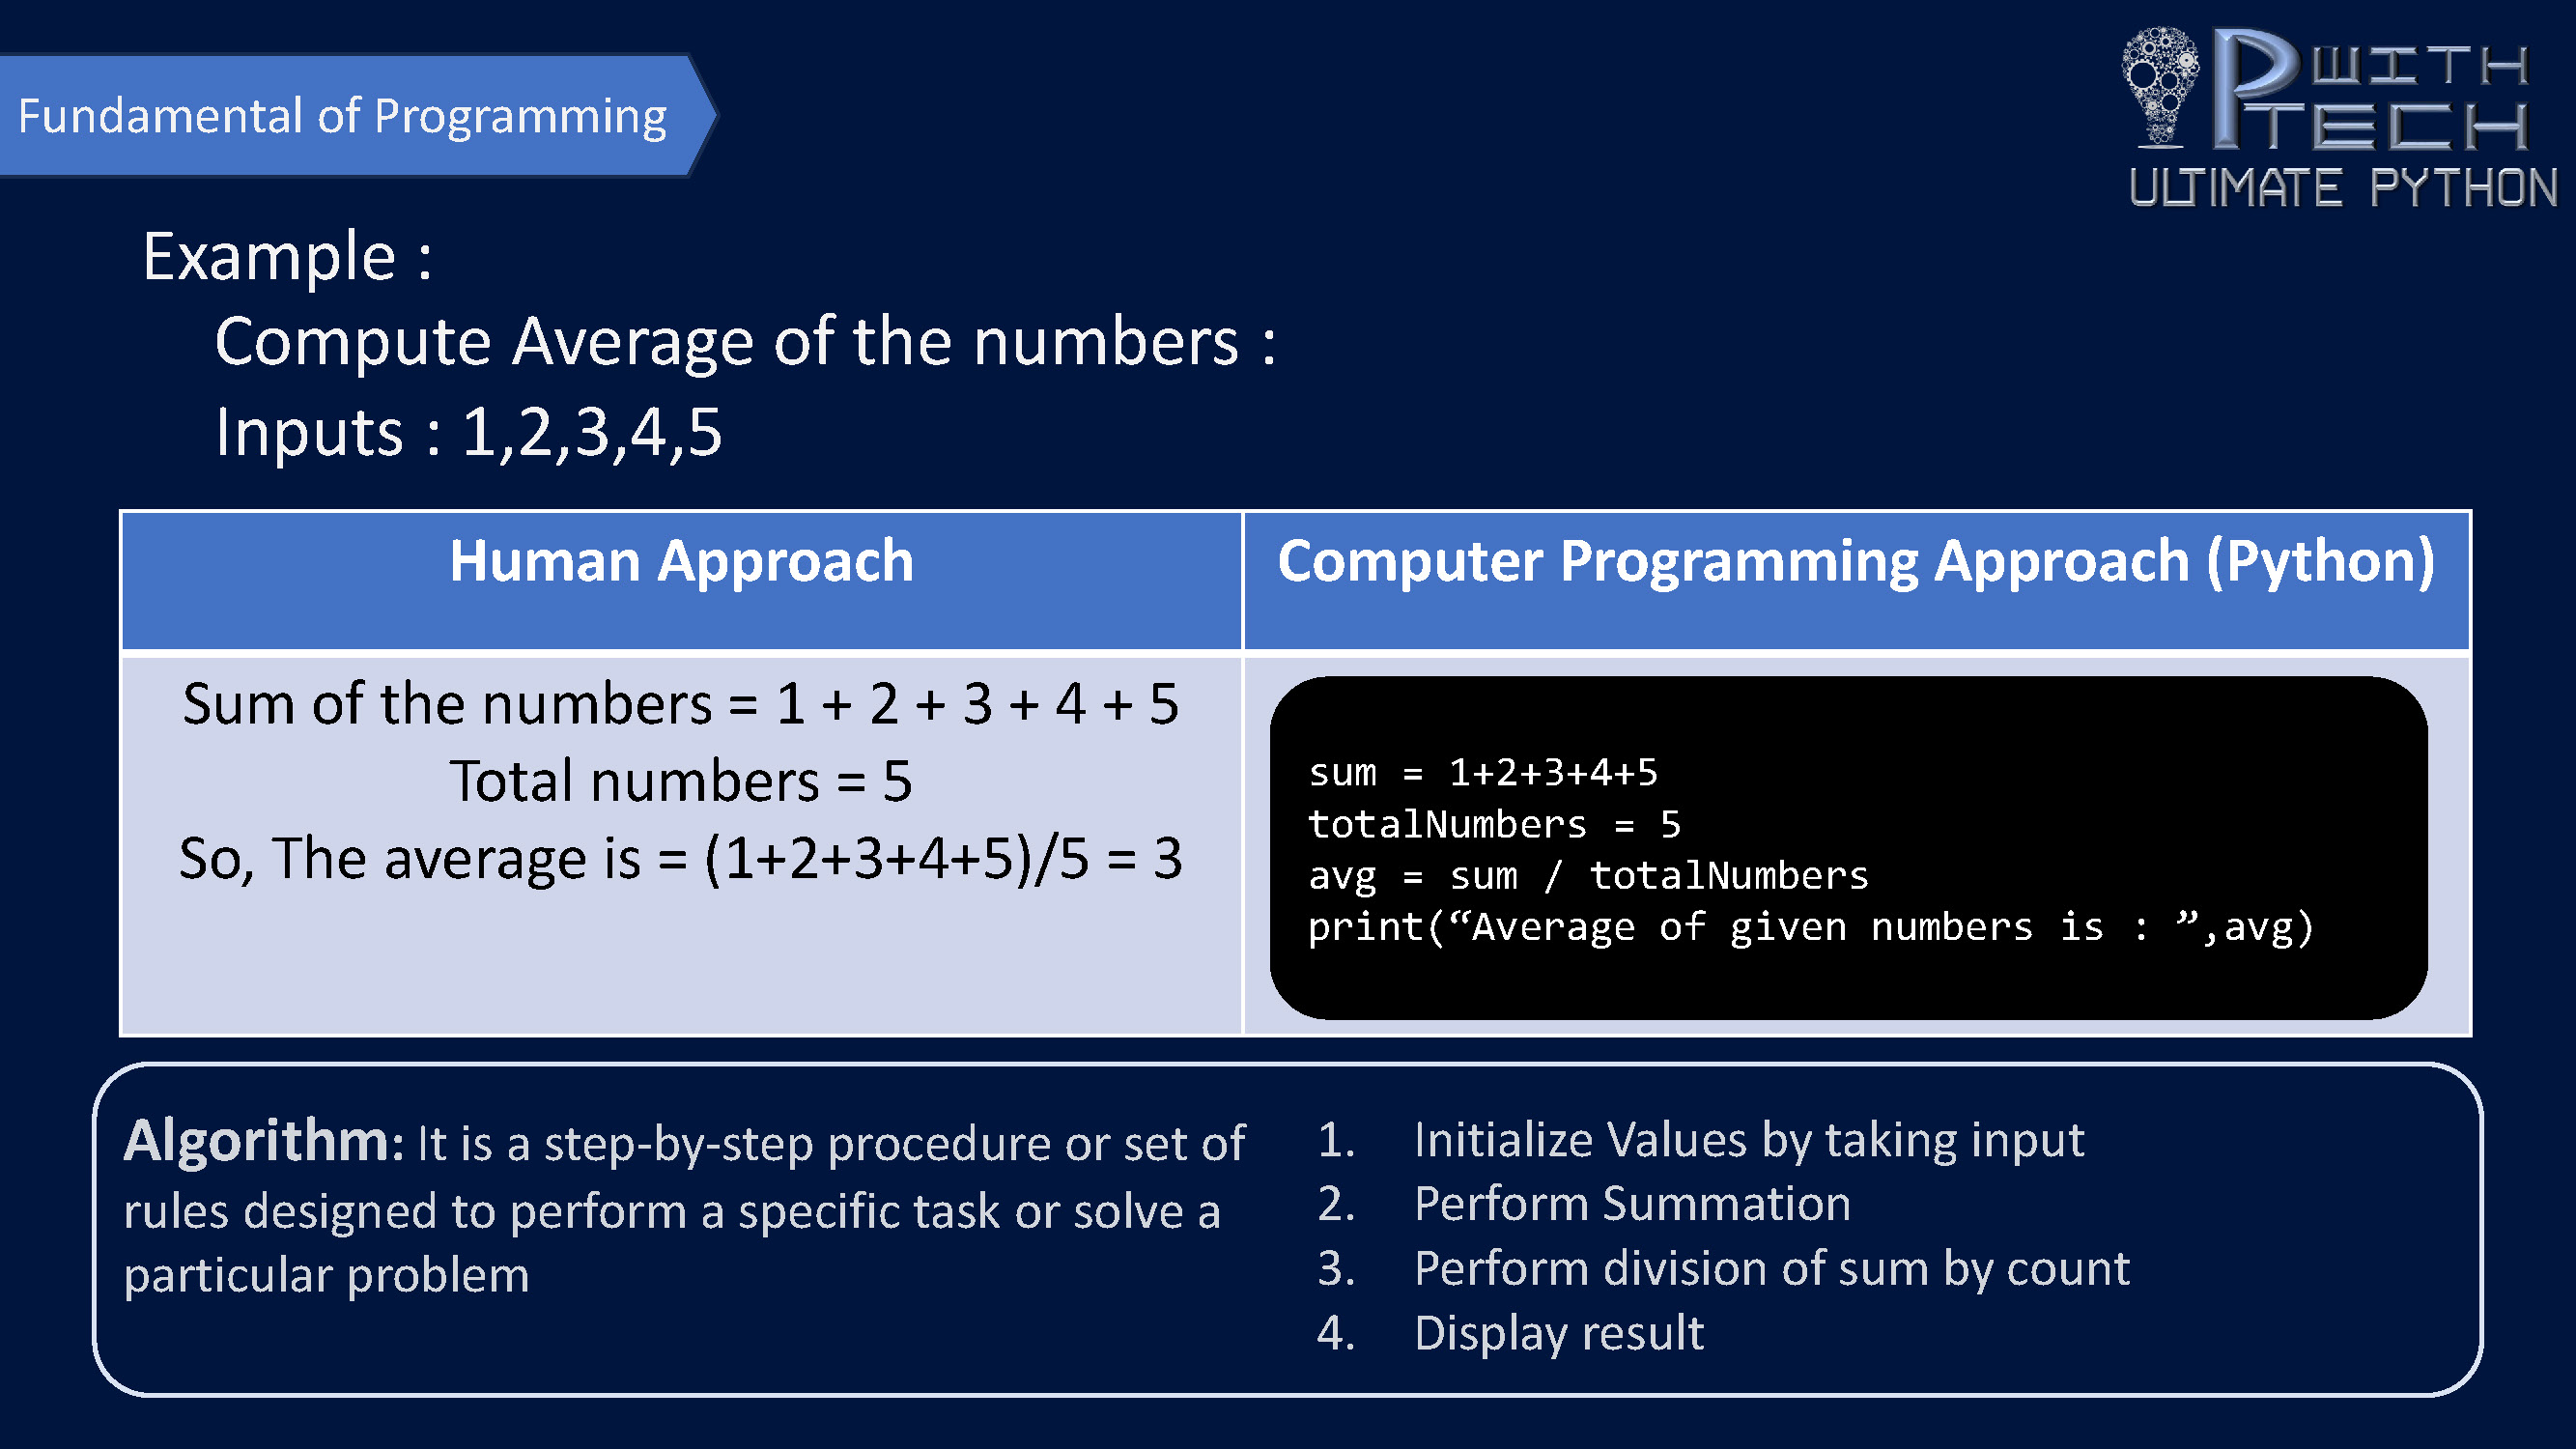 Fundamental of Programming
P WITH
TECH
ULTIMATE PYTHON
Example :
Compute Average of the numbers :
Inputs : 1,2,3,4,5
Human Approach
Computer Programming Approach (Python)
Sum of the numbers = 1 + 2 + 3 + 4 + 5
Total numbers = 5
So, The average is = (1+2+3+4+5)/5 = 3
sum = 1+2+3+4+5
totalNumbers = 5
avg = sum / totalNumbers
print(“Average of given numbers is : ”,avg)
Algorithm: It is a step-by-step procedure or set of
rules designed to perform a specific task or solve a
particular problem
1. Initialize Values by taking input
2. Perform Summation
3. Perform division of sum by count
4. Display result